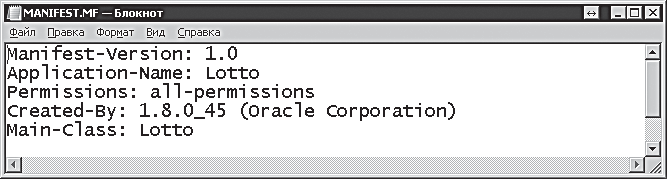 MANIFEST.MF — Блокнот
Файл Правка Формат Вид Справка
Manifest-Version: 1.0
Application-Name: Lotto
Permissions: all-permissions
Created-By: 1.8.0_45 (Oracle Corporation)
Main-Class: Lotto